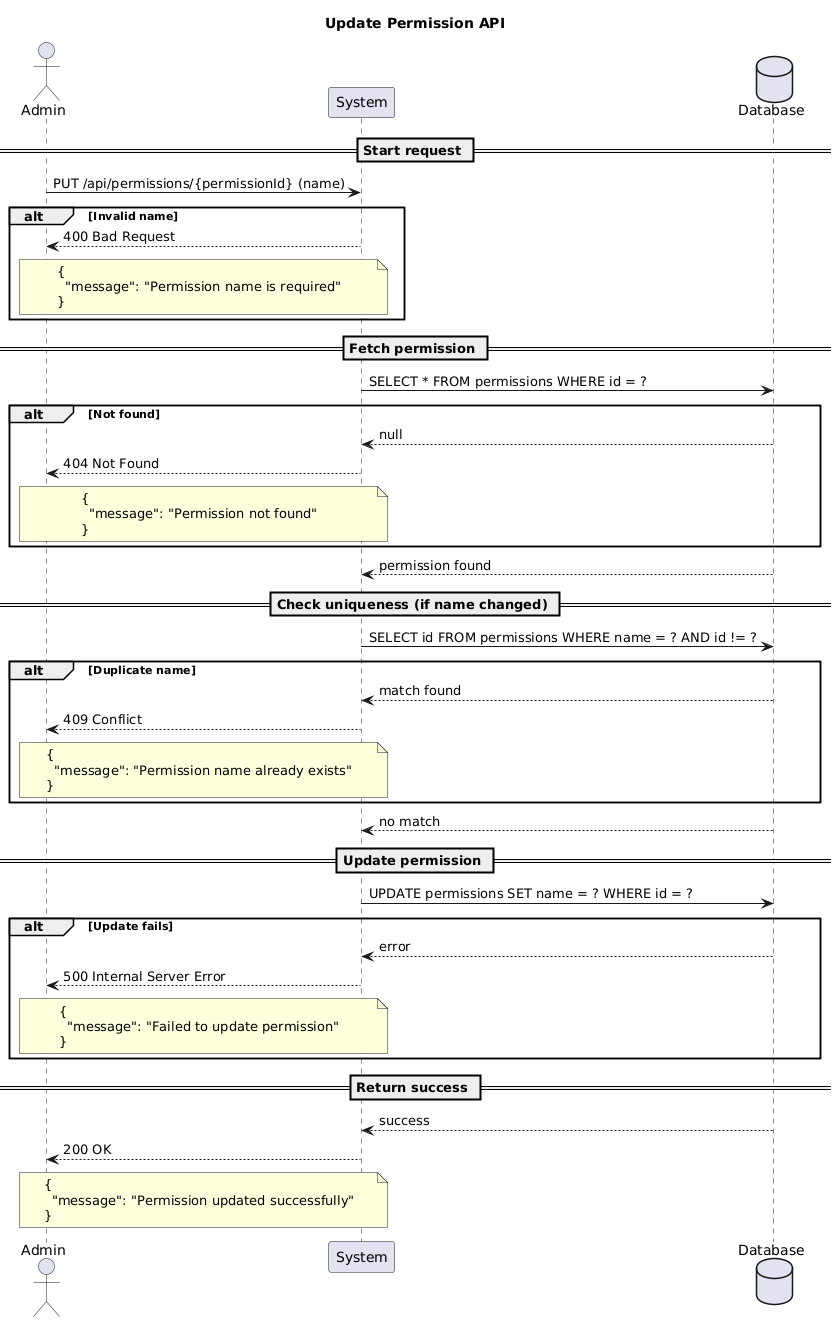 Update Permission API
Admin
System
Database
Start request
PUT /api/permissions/{permissionId} (name)
alt [Invalid name]
400 Bad Request
{
"message": "Permission name is required"
}
Fetch permission
SELECT * FROM permissions WHERE id = ?
alt [Not found]
null
404 Not Found
{
"message": "Permission not found"
}
permission found
Check uniqueness (if name changed)
SELECT id FROM permissions WHERE name = ? AND id != ?
alt [Duplicate name]
match found
409 Conflict
{
"message": "Permission name already exists"
}
no match
Update permission
UPDATE permissions SET name = ? WHERE id = ?
alt [Update fails]
error
500 Internal Server Error
{
"message": "Failed to update permission"
}
Return success
success
200 OK
{
"message": "Permission updated successfully"
}
Admin
System
Database